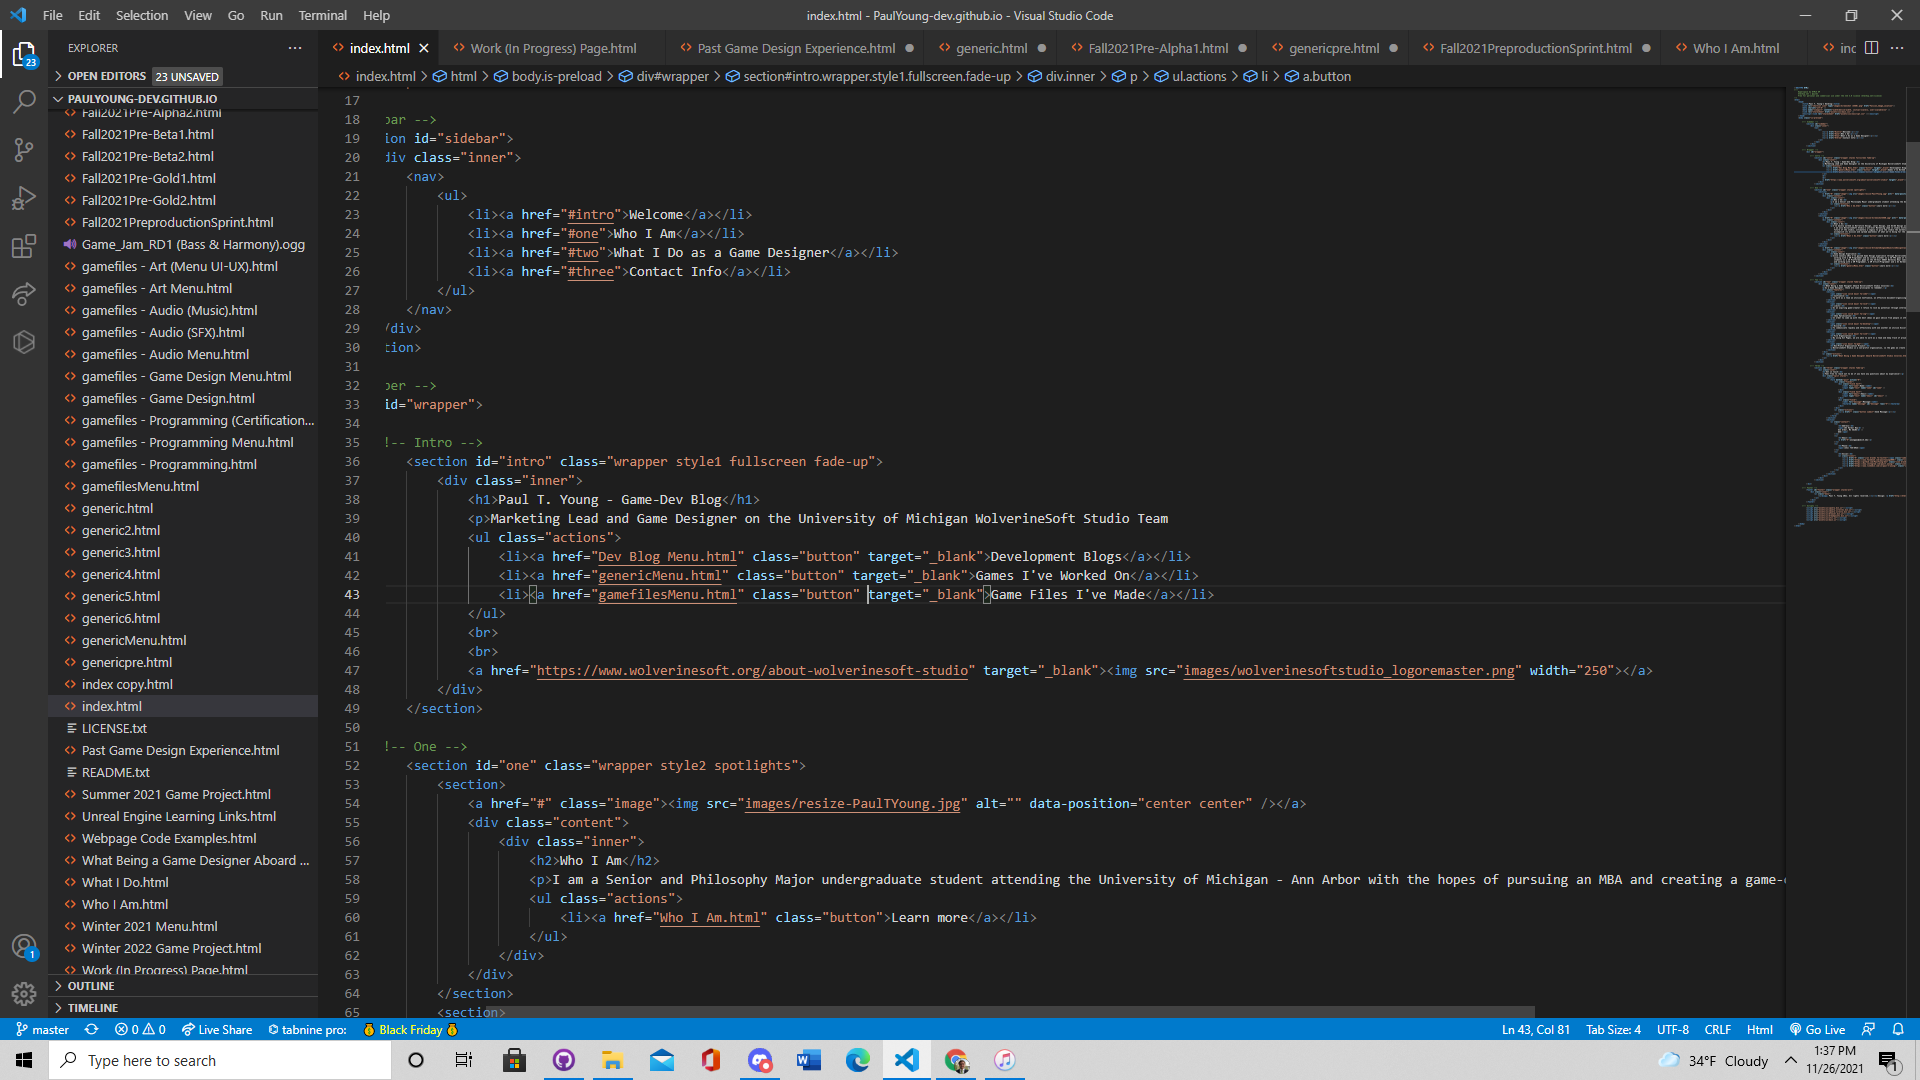 File Edit Selection View Go Run Terminal Help
index.html - PaulYoung-dev.github.io - Visual Studio Code
EXPLORER
OPEN EDITORS 23 UNSAVED
PAULYOUNG-DEV.GITHUB.IO
Fall2021Pre-Alpha2.html
Fall2021Pre-Beta1.html
Fall2021Pre-Beta2.html
Fall2021Pre-Gold1.html
Fall2021Pre-Gold2.html
Fall2021PreproductionSprint.html
Game_Jam_RD1 (Bass & Harmony).ogg
gamefiles - Art (Menu UI-UX).html
gamefiles - Art Menu.html
gamefiles - Audio (Music).html
gamefiles - Audio (SFX).html
gamefiles - Audio Menu.html
gamefiles - Game Design Menu.html
gamefiles - Game Design.html
gamefiles - Programming (Certification...
gamefiles - Programming Menu.html
gamefiles - Programming.html
gamefilesMenu.html
generic.html
generic2.html
generic3.html
generic4.html
generic5.html
generic6.html
genericMenu.html
genericpre.html
index copy.html
index.html
LICENSE.txt
Past Game Design Experience.html
README.txt
Summer 2021 Game Project.html
Unreal Engine Learning Links.html
Webpage Code Examples.html
What Being a Game Designer Aboard ...
What I Do.html
Who I Am.html
Winter 2021 Menu.html
Winter 2022 Game Project.html
Work (In Progress) Page.html
OUTLINE
TIMELINE
23
1
index.html Work (In Progress) Page.html Past Game Design Experience.html generic.html Fall2021Pre-Alpha1.html genericpre.html Fall2021PreproductionSprint.html Who I Am.html inc
index.html > html > body.is-preload > div#wrapper > section#intro.wrapper.style1.fullscreen.fade-up > div.inner > p > ul.actions > li > a.button
17
18 bar -->
19 ion id="sidebar">
20 div class="inner">
21 <nav>
22 <ul>
23 <li><a href="#intro">Welcome</a></li>
24 <li><a href="#one">Who I Am</a></li>
25 <li><a href="#two">What I Do as a Game Designer</a></li>
26 <li><a href="#three">Contact Info</a></li>
27 </ul>
28 </nav>
29 /div>
30 tion>
31
32 per -->
33 id="wrapper">
34
35 !-- Intro -->
36 <section id="intro" class="wrapper style1 fullscreen fade-up">
37 <div class="inner">
38 <h1>Paul T. Young - Game-Dev Blog</h1>
39 <p>Marketing Lead and Game Designer on the University of Michigan WolverineSoft Studio Team
40 <ul class="actions">
41 <li><a href="Dev Blog Menu.html" class="button" target="_blank">Development Blogs</a></li>
42 <li><a href="genericMenu.html" class="button" target="_blank">Games I've Worked On</a></li>
43 <li><a href="gamefilesMenu.html" class="button" target="_blank">Game Files I've Made</a></li>
44 </ul>
45 <br>
46 <br>
47 <a href="https://www.wolverinesoft.org/about-wolverinesoft-studio" target="_blank"><img src="images/wolverinesoftstudio_logoremaster.png" width="250"></a>
48 </div>
49 </section>
50
51 !-- One -->
52 <section id="one" class="wrapper style2 spotlights">
53 <section>
54 <a href="#" class="image"><img src="images/resize-PaulTYoung.jpg" alt="" data-position="center center" /></a>
55 <div class="content">
56 <div class="inner">
57 <h2>Who I Am</h2>
58 <p>I am a Senior and Philosophy Major undergraduate student attending the University of Michigan - Ann Arbor with the hopes of pursuing an MBA and creating a game-
59 <ul class="actions">
60 <li><a href="Who I Am.html" class="button">Learn more</a></li>
61 </ul>
62 </div>
63 </div>
64 </section>
65 <section>
master 0 0 Live Share tabnine pro: Black Friday
Ln 43, Col 81 Tab Size: 4 UTF-8 CRLF Html Go Live
Type here to search
34°F Cloudy
1:37 PM
11/26/2021
1